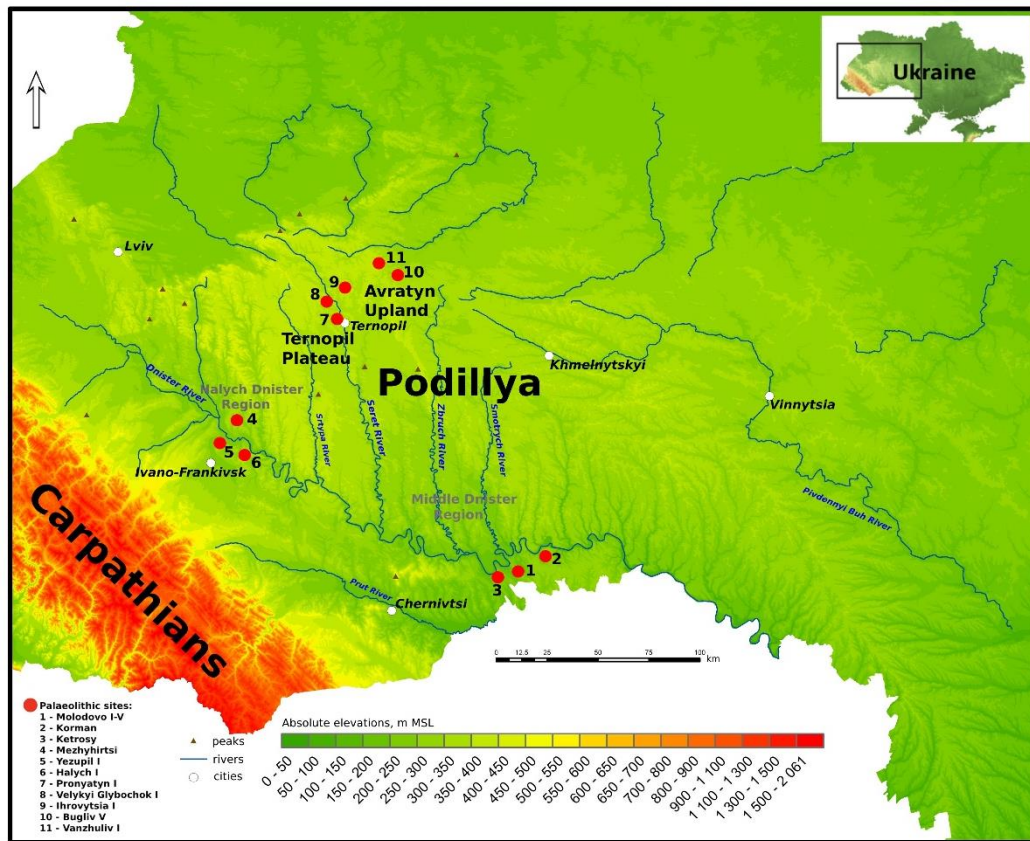 Ukraine
Lviv
11
10
9
Avratyn
Upland
8
7
Ternopil
Ternopil
Plateau
Khmelnytskyi
Podillya
Vinnytsia
Dnister River
Halych Dnister
Region
4
5
6
Ivano-Frankivsk
Srtypa River
Seret River
Zbruch River
Smotrych River
Middle Dnister
Region
Pivdennyi Buh River
Carpathians
2
1
3
Prut River
Chernivtsi
0 12.5 25 50 75 100
km
Palaeolithic sites:
1 - Molodovo I-V
2 - Korman
3 - Ketrosy
4 - Mezhyhirtsi
5 - Yezupil I
6 - Halych I
7 - Pronyatyn I
8 - Velykyi Glybochok I
9 - Ihrovytsia I
10 - Bugliv V
11 - Vanzhuliv I
peaks
rivers
cities
Absolute elevations, m MSL
0 - 50
50 - 100
100 - 150
150 - 200
200 - 250
250 - 300
300 - 350
350 - 400
400 - 450
450 - 500
500 - 550
550 - 600
600 - 650
650 - 700
700 - 800
800 - 900
900 - 1 100
1 100 - 1 300
1 300 - 1 500
1 500 - 2 061